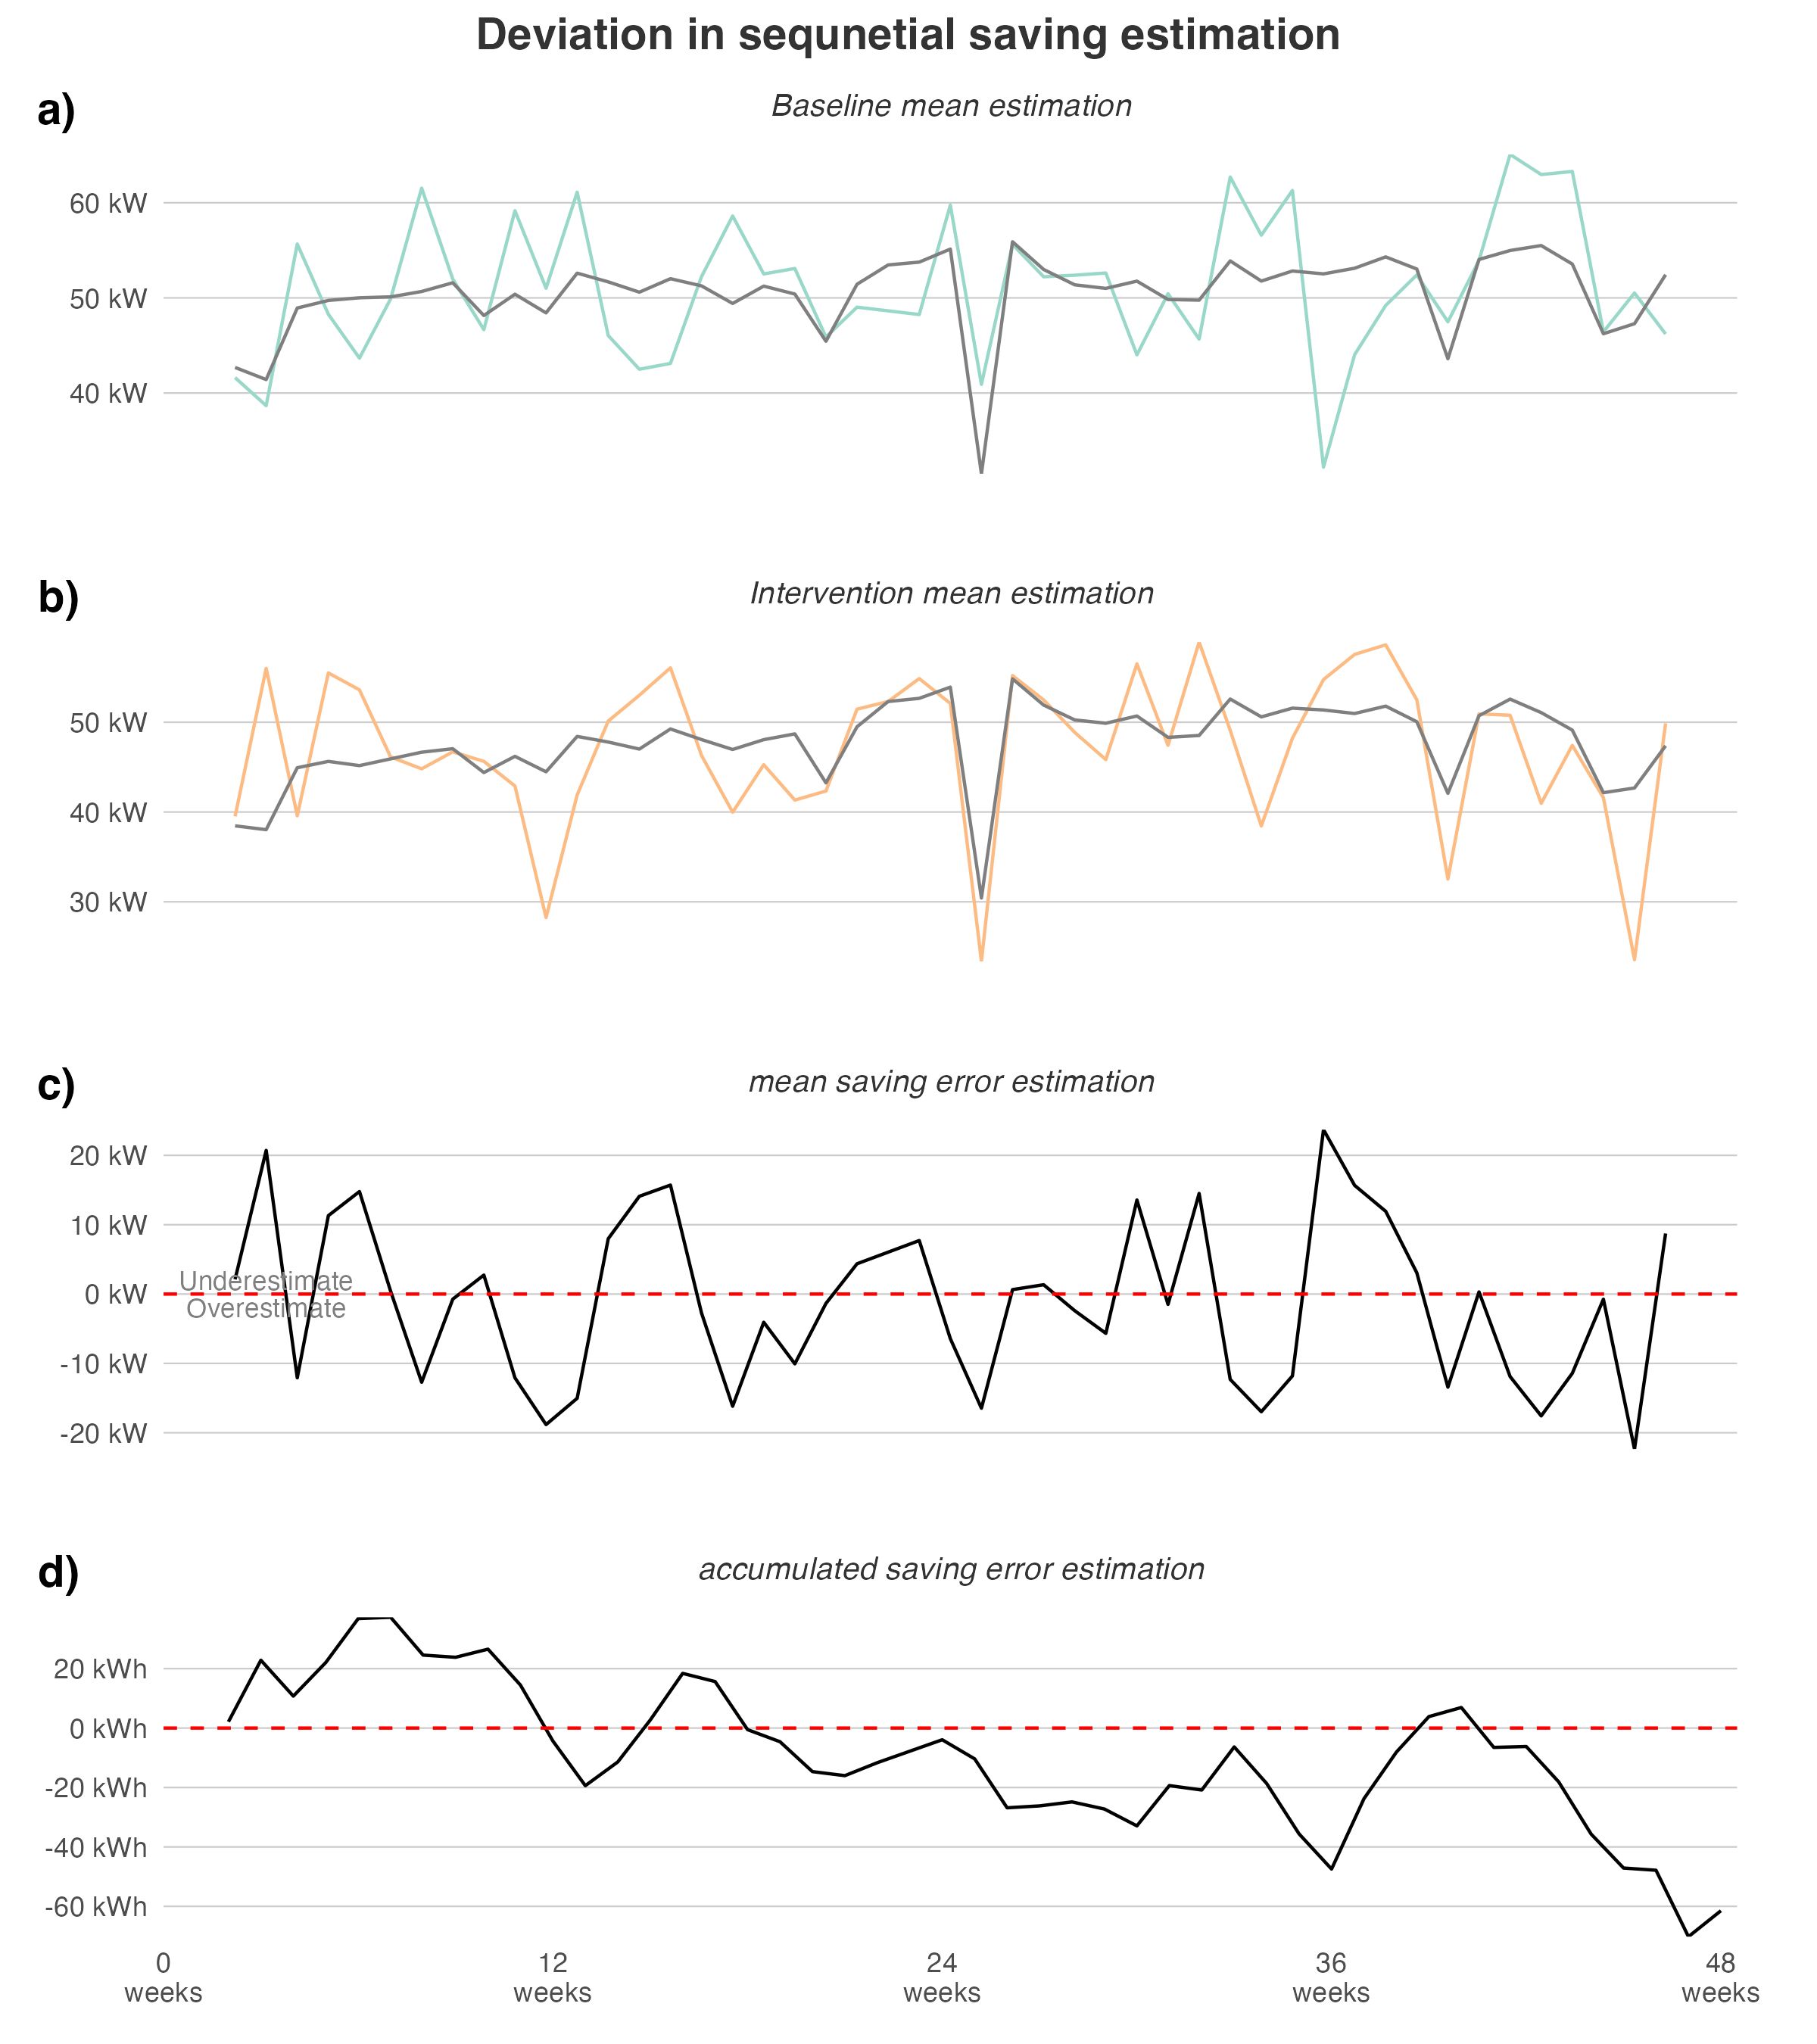 Deviation in sequnetial saving estimation
a)
Baseline mean estimation
60 kW
50 kW
40 kW
b)
Intervention mean estimation
50 kW
40 kW
30 kW
c)
mean saving error estimation
20 kW
10 kW
Underestimate
0 kW
Overestimate
-10 kW
-20 kW
d)
accumulated saving error estimation
20 kWh
0 kWh
-20 kWh
-40 kWh
-60 kWh
0 12 24 36 48
weeks weeks weeks weeks weeks